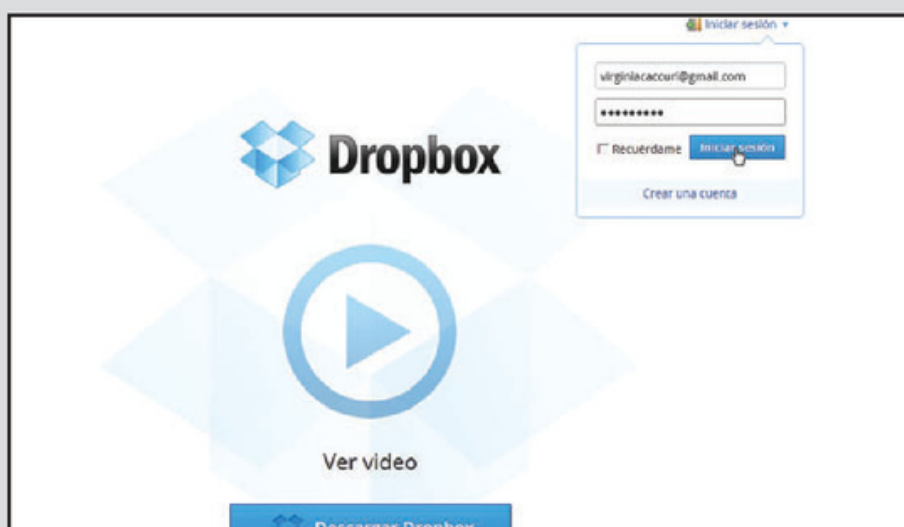 Iniciar sesión
virginiacaccuri@gmail.com
•••••••••
Recuérdame Iniciar sesión
Crear una cuenta
Dropbox
Ver video
Descargar Dropbox